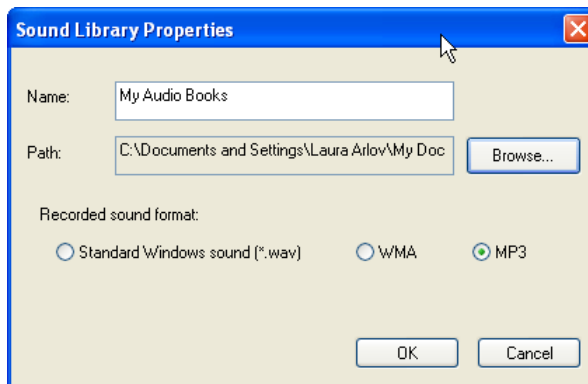 Sound Library Properties
Name: My Audio Books
Path: C:\Documents and Settings\Laura Arlov\My Doc Browse...
Recorded sound format:
Standard Windows sound (*.wav) WMA MP3
OK Cancel